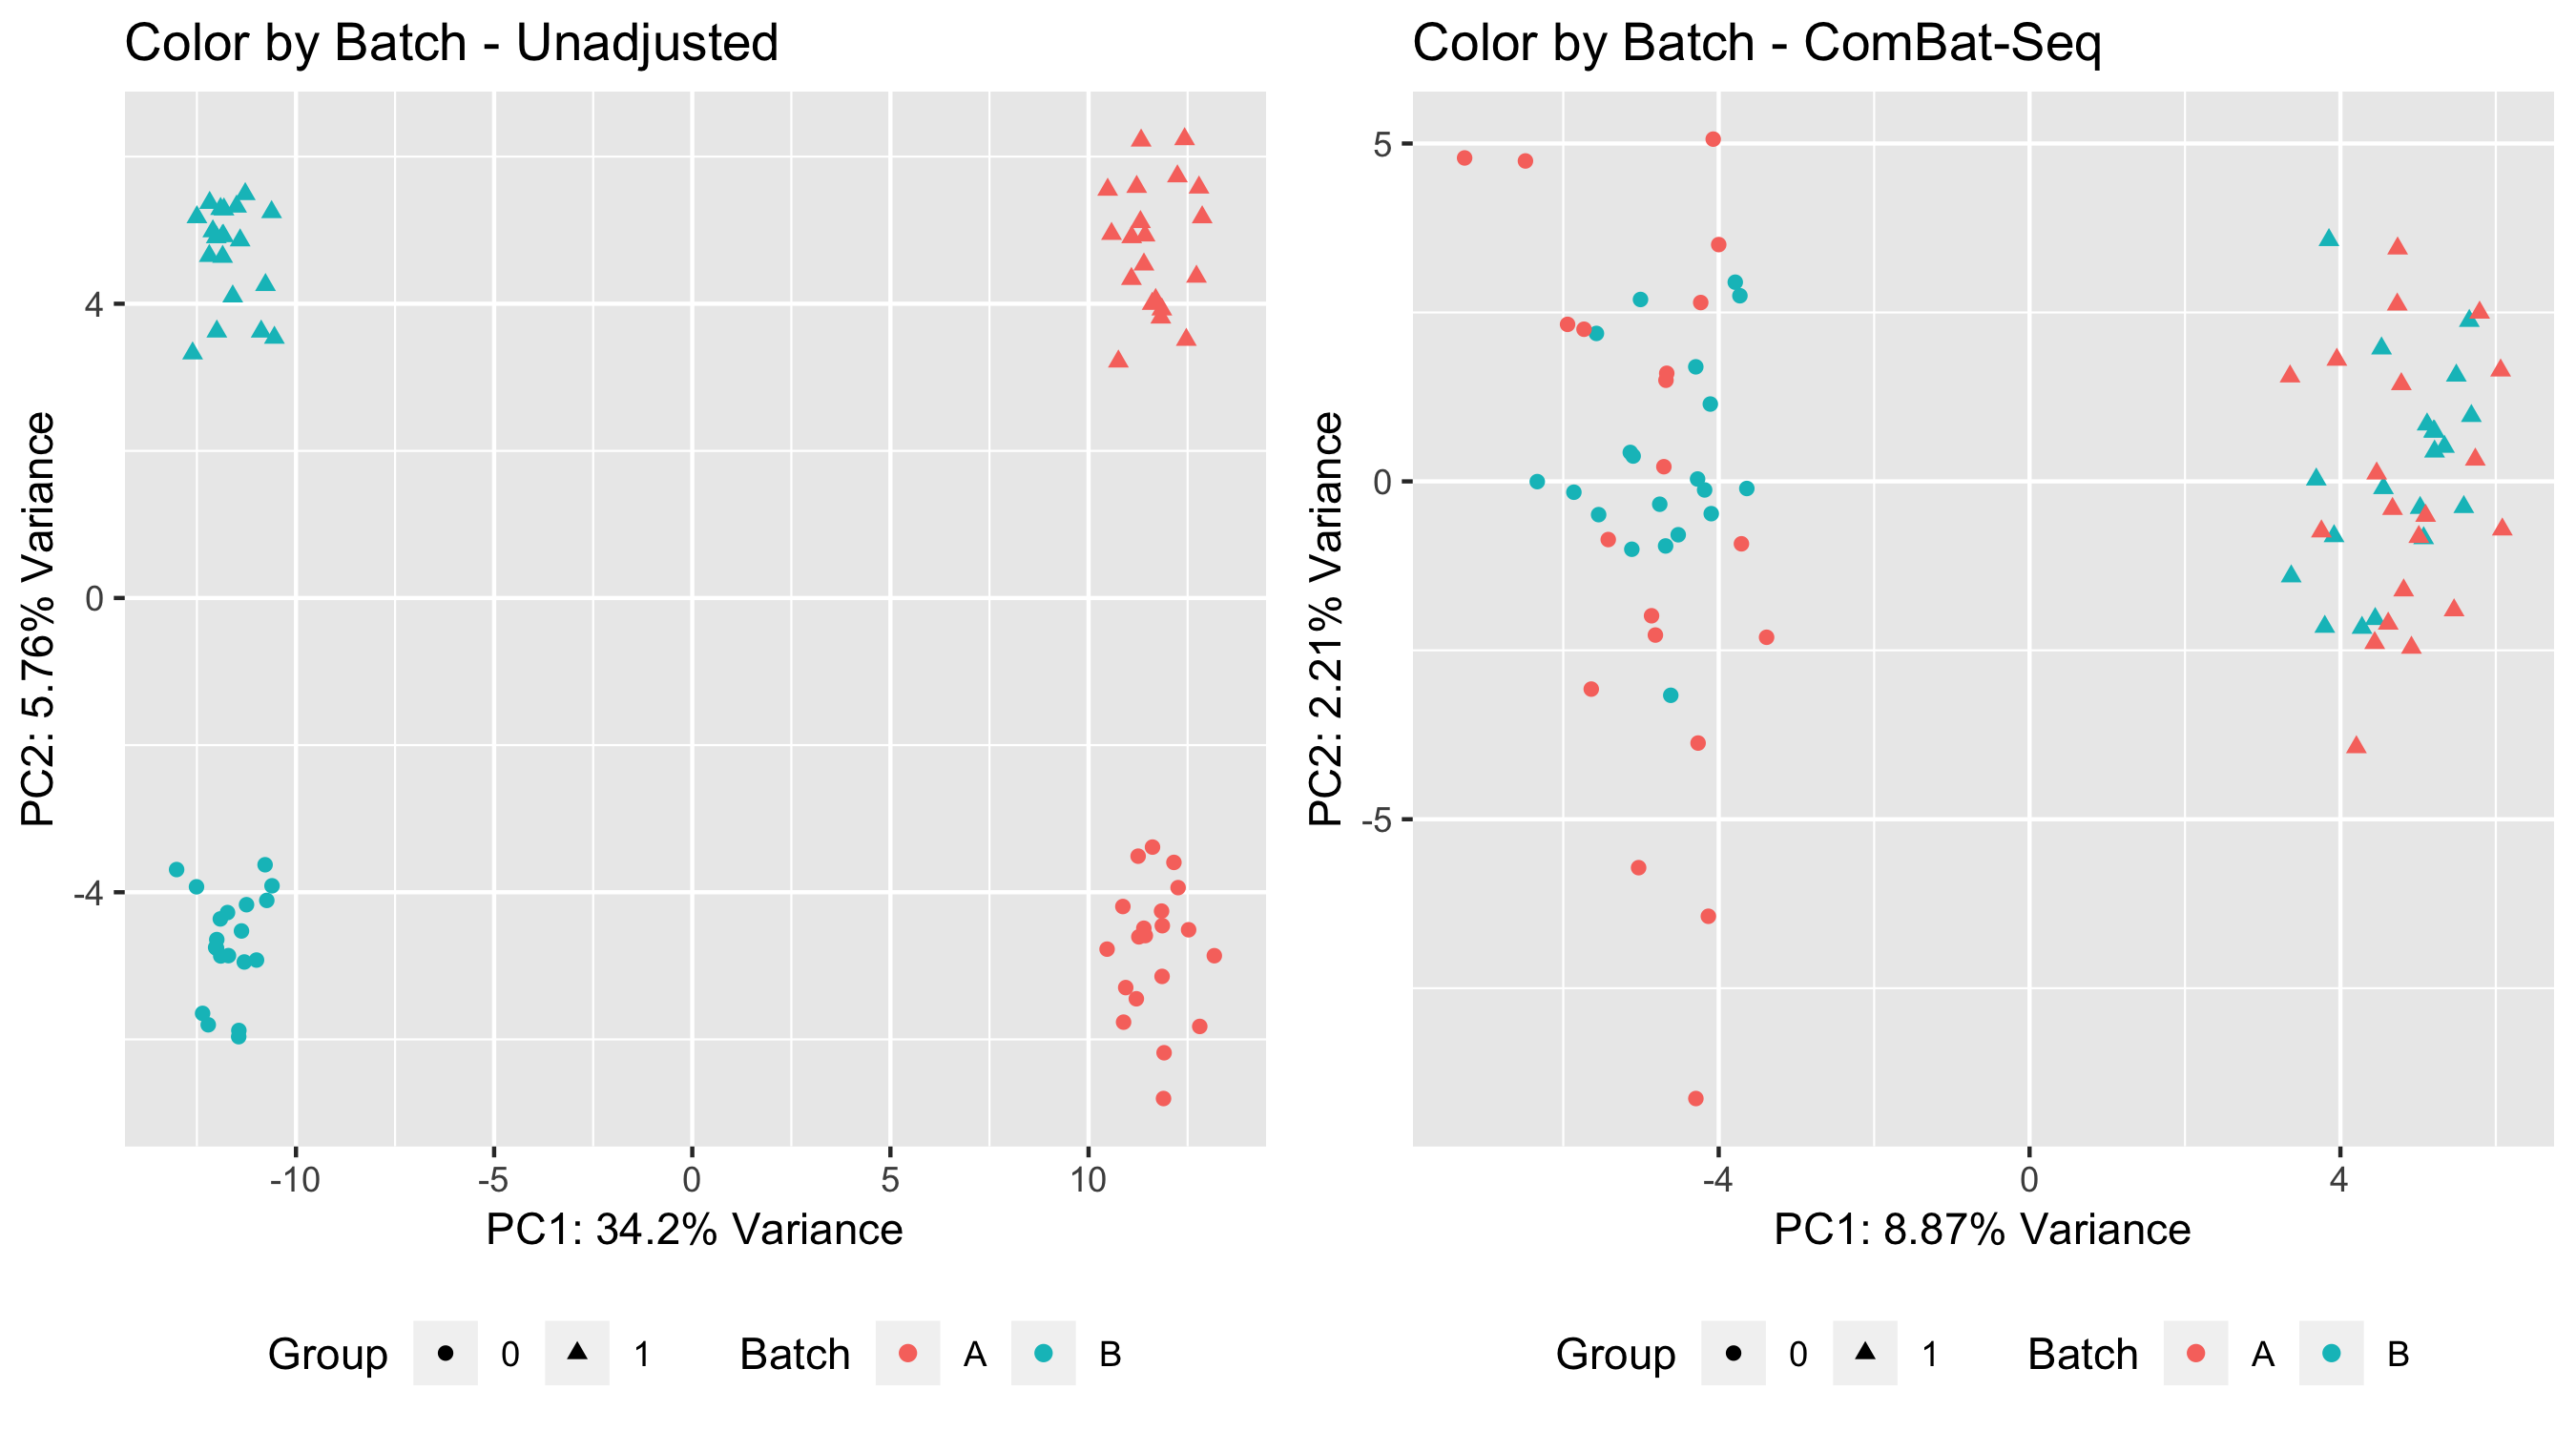 Color by Batch - Unadjusted
PC2: 5.76% Variance
4
0
-4
-10
-5
0
5
10
PC1: 34.2% Variance
Group 0 1 Batch A B
Color by Batch - ComBat-Seq
PC2: 2.21% Variance
5
0
-5
-4
0
4
PC1: 8.87% Variance
Group 0 1 Batch A B